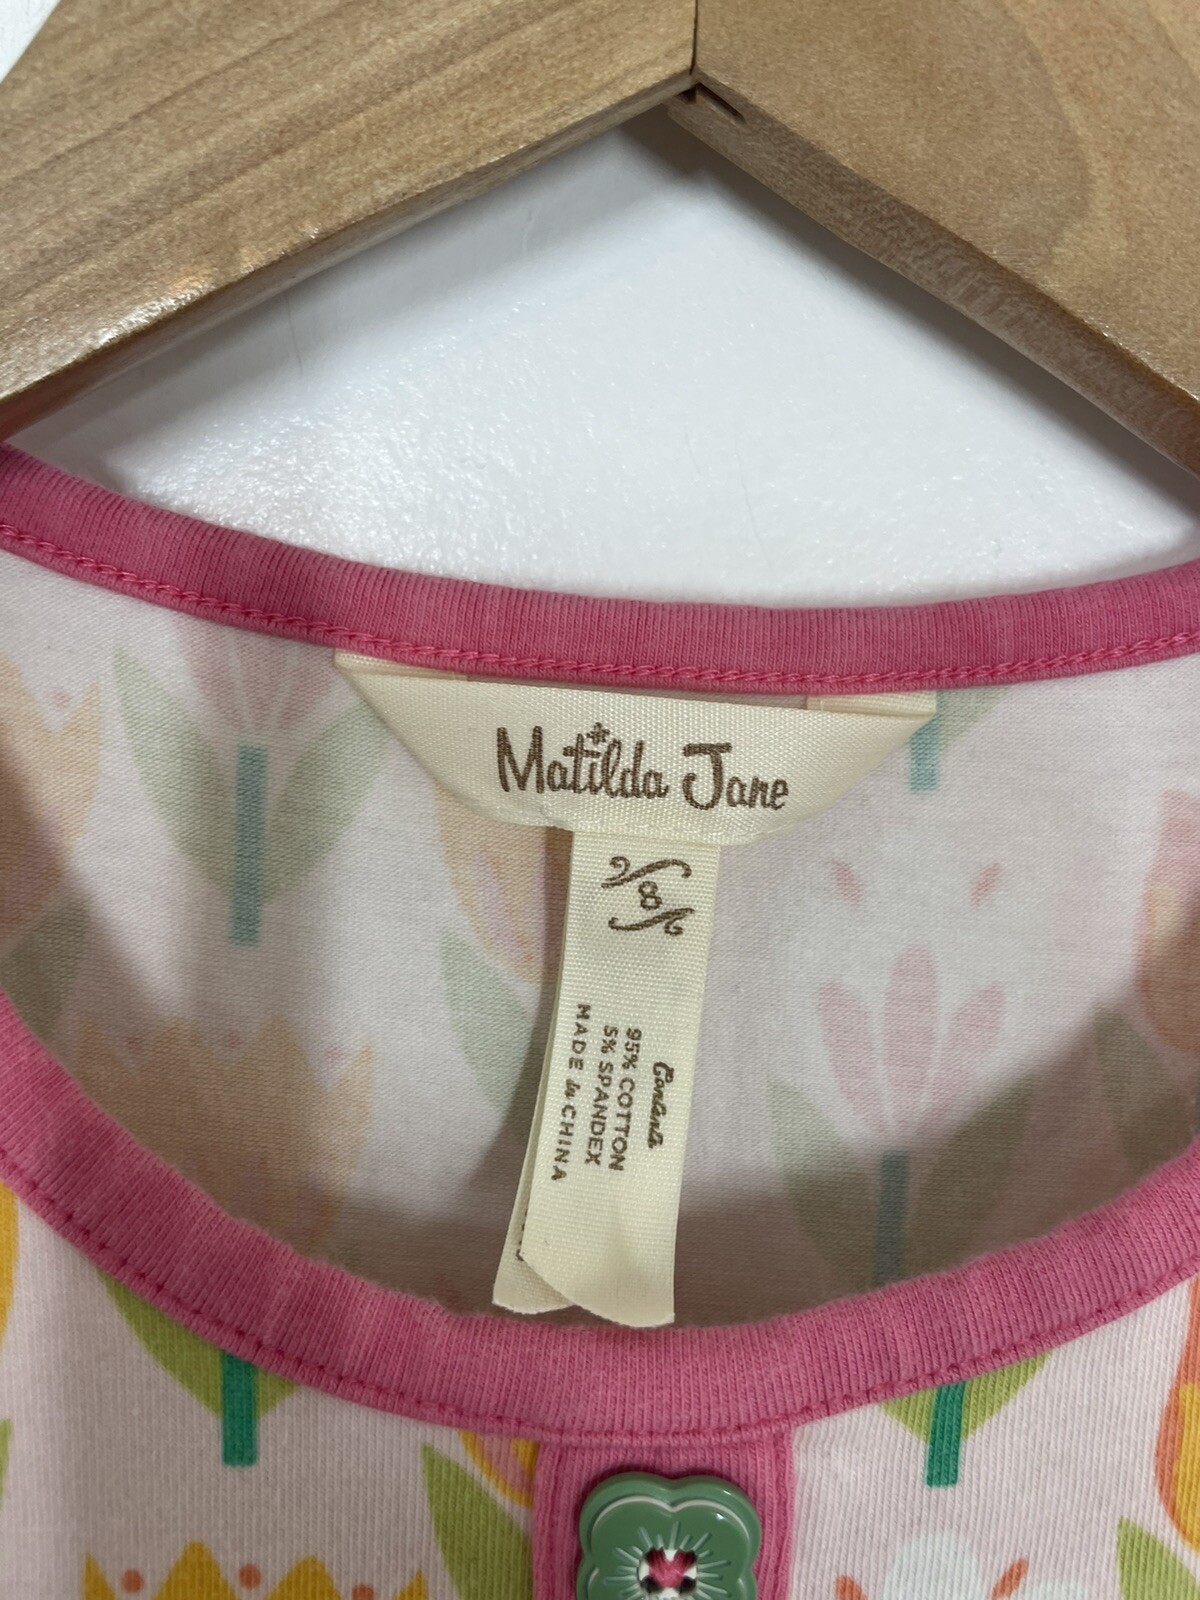 Matilda Jane
8
Contents
95% COTTON
5% SPANDEX
MADE in CHINA